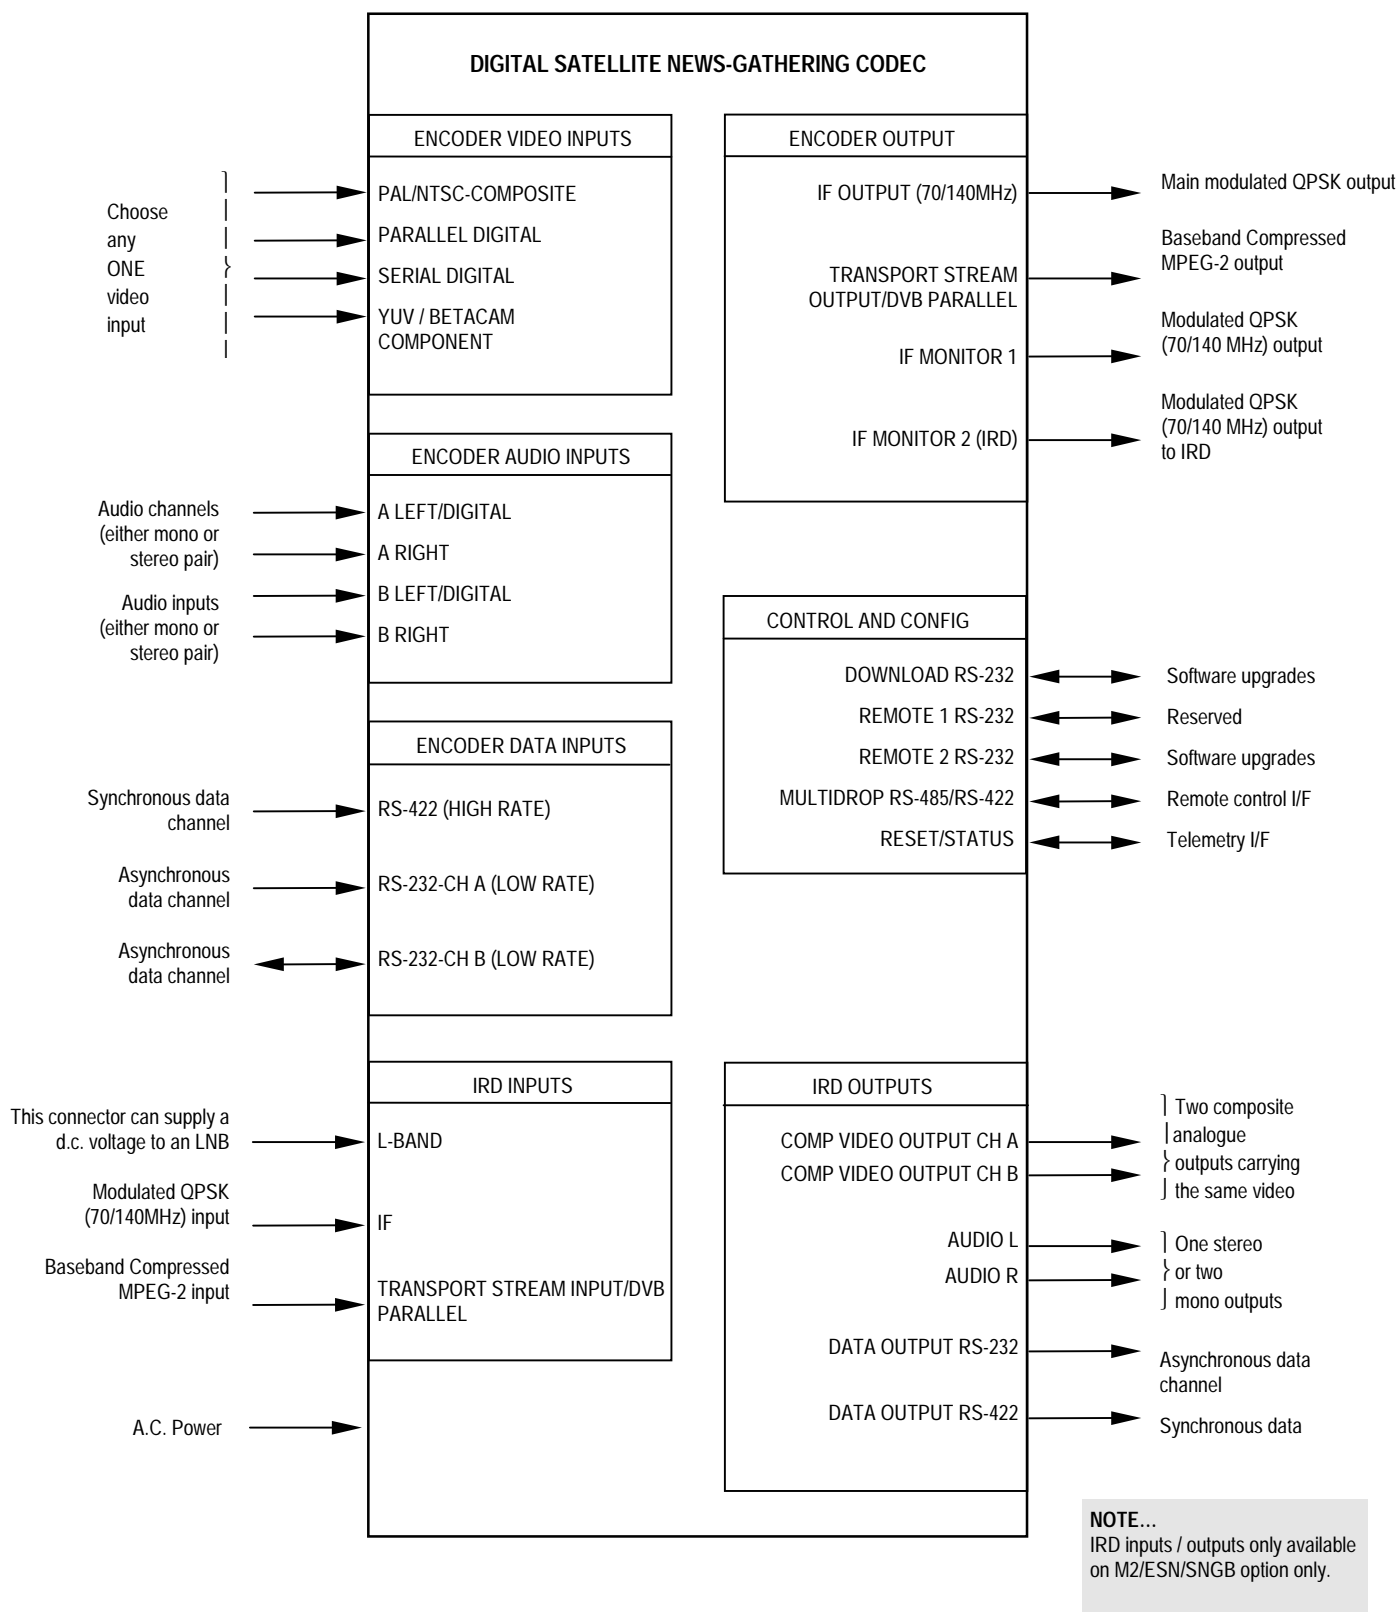 DIGITAL SATELLITE NEWS-GATHERING CODEC
ENCODER VIDEO INPUTS
Choose
any
ONE
video
input
PAL/NTSC-COMPOSITE
PARALLEL DIGITAL
SERIAL DIGITAL
YUV / BETACAM
COMPONENT
ENCODER OUTPUT
IF OUTPUT (70/140MHz)
Main modulated QPSK output
TRANSPORT STREAM
OUTPUT/DVB PARALLEL
Baseband Compressed
MPEG-2 output
IF MONITOR 1
Modulated QPSK
(70/140 MHz) output
IF MONITOR 2 (IRD)
Modulated QPSK
(70/140 MHz) output
to IRD
ENCODER AUDIO INPUTS
Audio channels
(either mono or
stereo pair)
A LEFT/DIGITAL
A RIGHT
Audio inputs
(either mono or
stereo pair)
B LEFT/DIGITAL
B RIGHT
CONTROL AND CONFIG
DOWNLOAD RS-232
Software upgrades
REMOTE 1 RS-232
Reserved
REMOTE 2 RS-232
Software upgrades
MULTIDROP RS-485/RS-422
Remote control I/F
RESET/STATUS
Telemetry I/F
ENCODER DATA INPUTS
Synchronous data
channel
RS-422 (HIGH RATE)
Asynchronous
data channel
RS-232-CH A (LOW RATE)
Asynchronous
data channel
RS-232-CH B (LOW RATE)
IRD INPUTS
This connector can supply a
d.c. voltage to an LNB
L-BAND
Modulated QPSK
(70/140MHz) input
IF
Baseband Compressed
MPEG-2 input
TRANSPORT STREAM INPUT/DVB
PARALLEL
A.C. Power
IRD OUTPUTS
COMP VIDEO OUTPUT CH A
COMP VIDEO OUTPUT CH B
Two composite
analogue
outputs carrying
the same video
AUDIO L
AUDIO R
One stereo
or two
mono outputs
DATA OUTPUT RS-232
Asynchronous data
channel
DATA OUTPUT RS-422
Synchronous data
NOTE...
IRD inputs / outputs only available
on M2/ESN/SNGB option only.